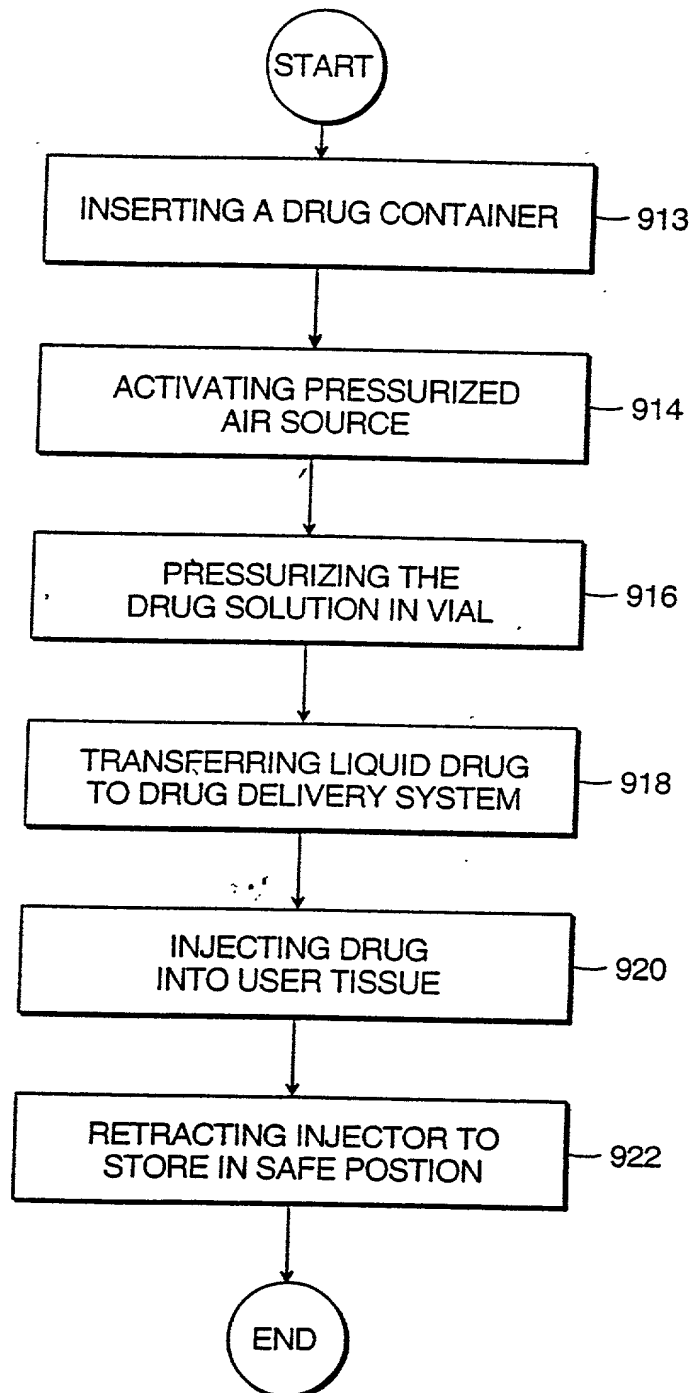 START
INSERTING A DRUG CONTAINER
913
ACTIVATING PRESSURIZED
AIR SOURCE
914
PRESSURIZING THE
DRUG SOLUTION IN VIAL
916
TRANSFERRING LIQUID DRUG
TO DRUG DELIVERY SYSTEM
918
INJECTING DRUG
INTO USER TISSUE
920
RETRACTING INJECTOR TO
STORE IN SAFE POSTION
922
END